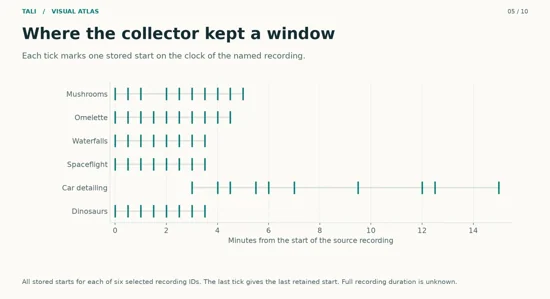 TALI / VISUAL ATLAS
05 / 10
Where the collector kept a window
Each tick marks one stored start on the clock of the named recording.
Mushrooms
Omelette
Waterfalls
Spaceflight
Car detailing
Dinosaurs
0 2 4 6 8 10 12 14
Minutes from the start of the source recording
All stored starts for each of six selected recording IDs. The last tick gives the last retained start. Full recording duration is unknown.